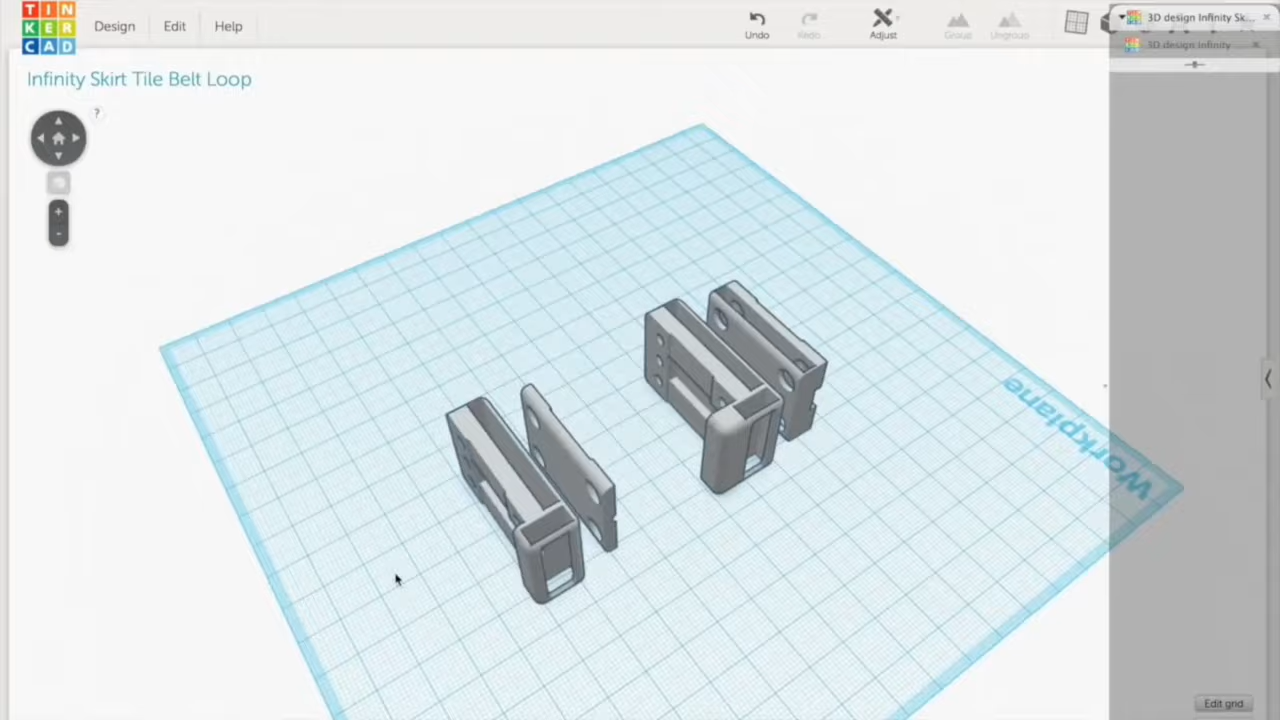 TIN
KER
CAD
Design
Edit
Help
Undo
Redo
Adjust
Group
Ungroup
3D design Infinity Sk...
3D design Infinity
Infinity Skirt Tile Belt Loop
?
+
-
Workplane
Edit grid